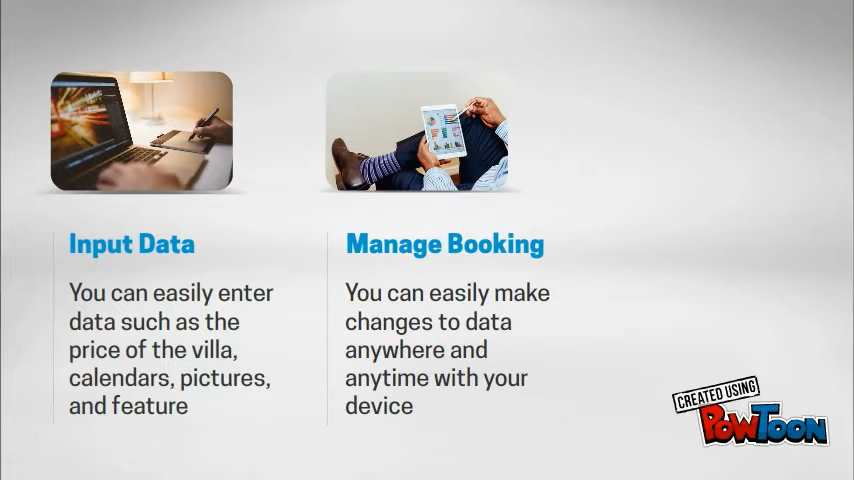 Input Data
You can easily enter
data such as the
price of the villa,
calendars, pictures,
and feature
Manage Booking
You can easily make
changes to data
anywhere and
anytime with your
device
CREATED USING
POWTOON